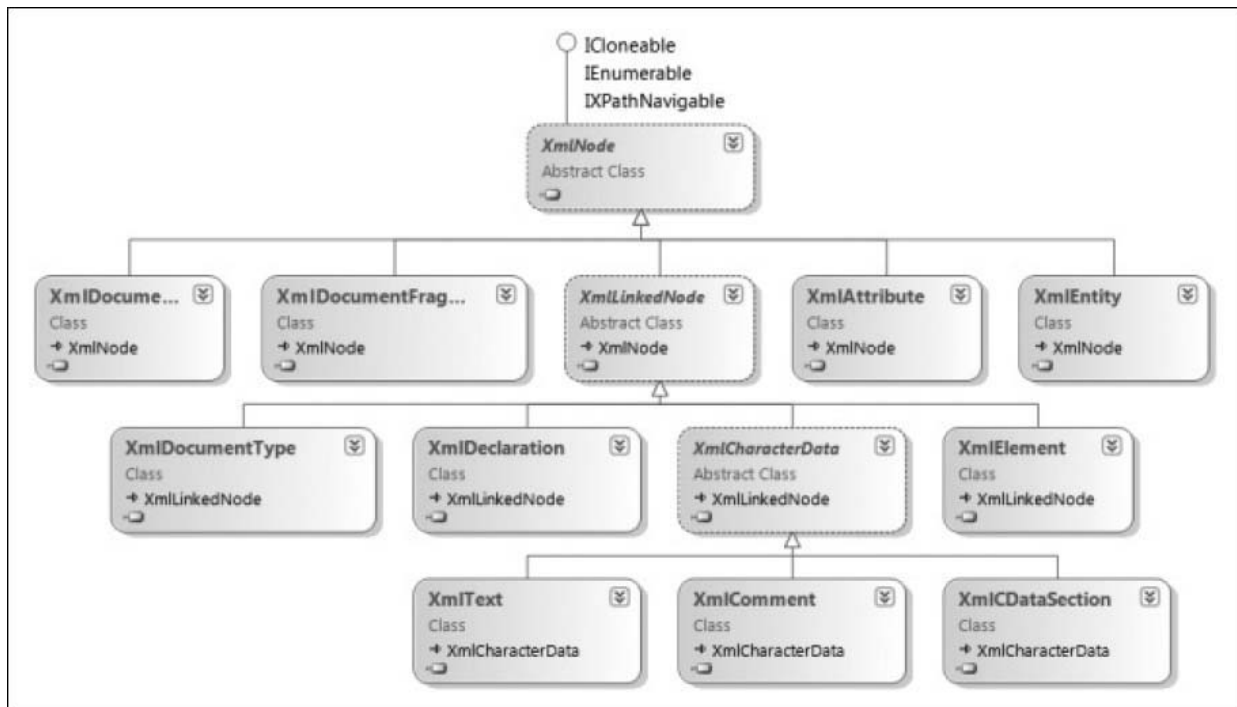 ICloneable
IEnumerable
IXPathNavigable
XmlNode
Abstract Class
XmlDocume...
Class
XmlNode
XmlDocumentFrag...
Class
XmlNode
XmlLinkedNode
Abstract Class
XmlNode
XmlAttribute
Class
XmlNode
XmlEntity
Class
XmlNode
XmlDocumentType
Class
XmlLinkedNode
XmlDeclaration
Class
XmlLinkedNode
XmlCharacterData
Abstract Class
XmlLinkedNode
XmlElement
Class
XmlLinkedNode
XmlText
Class
XmlCharacterData
XmlComment
Class
XmlCharacterData
XmlCDataSection
Class
XmlCharacterData